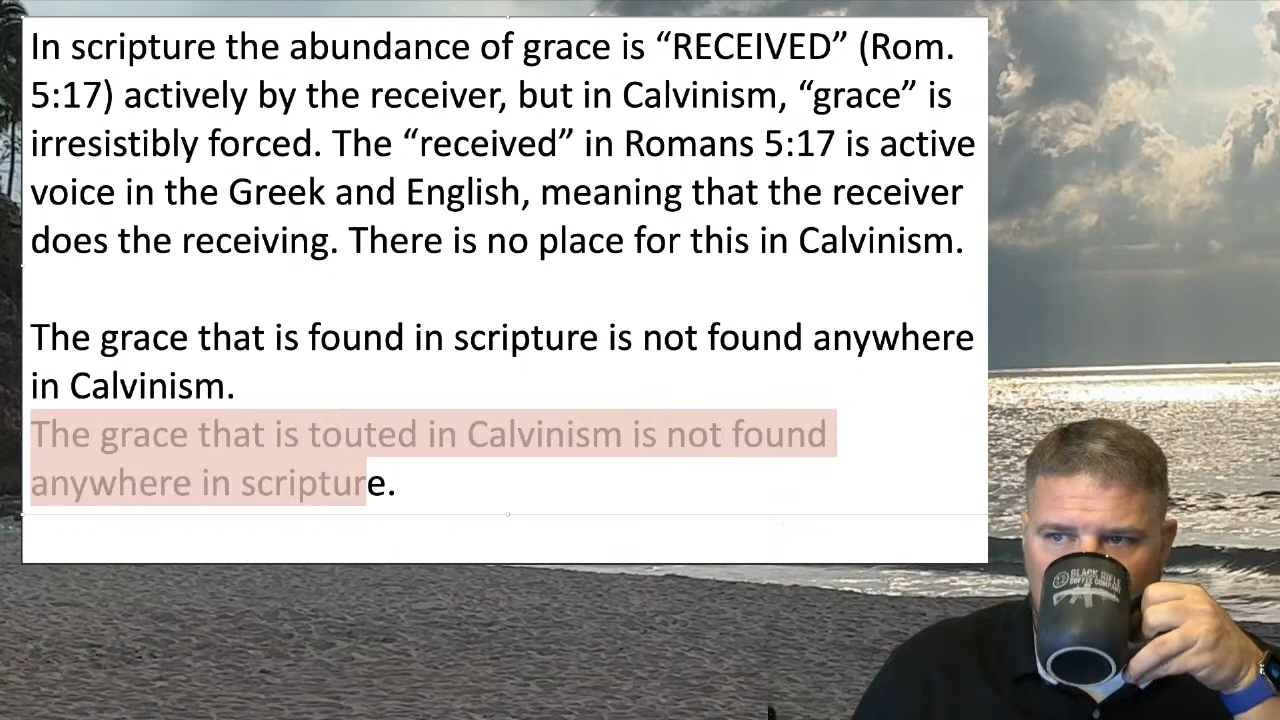 In scripture the abundance of grace is “RECEIVED” (Rom.
5:17) actively by the receiver, but in Calvinism, “grace” is
irresistibly forced. The “received” in Romans 5:17 is active
voice in the Greek and English, meaning that the receiver
does the receiving. There is no place for this in Calvinism.
The grace that is found in scripture is not found anywhere
in Calvinism.
The grace that is touted in Calvinism is not found
anywhere in scripture.
BLACK RIFLE
COFFEE COMPANY